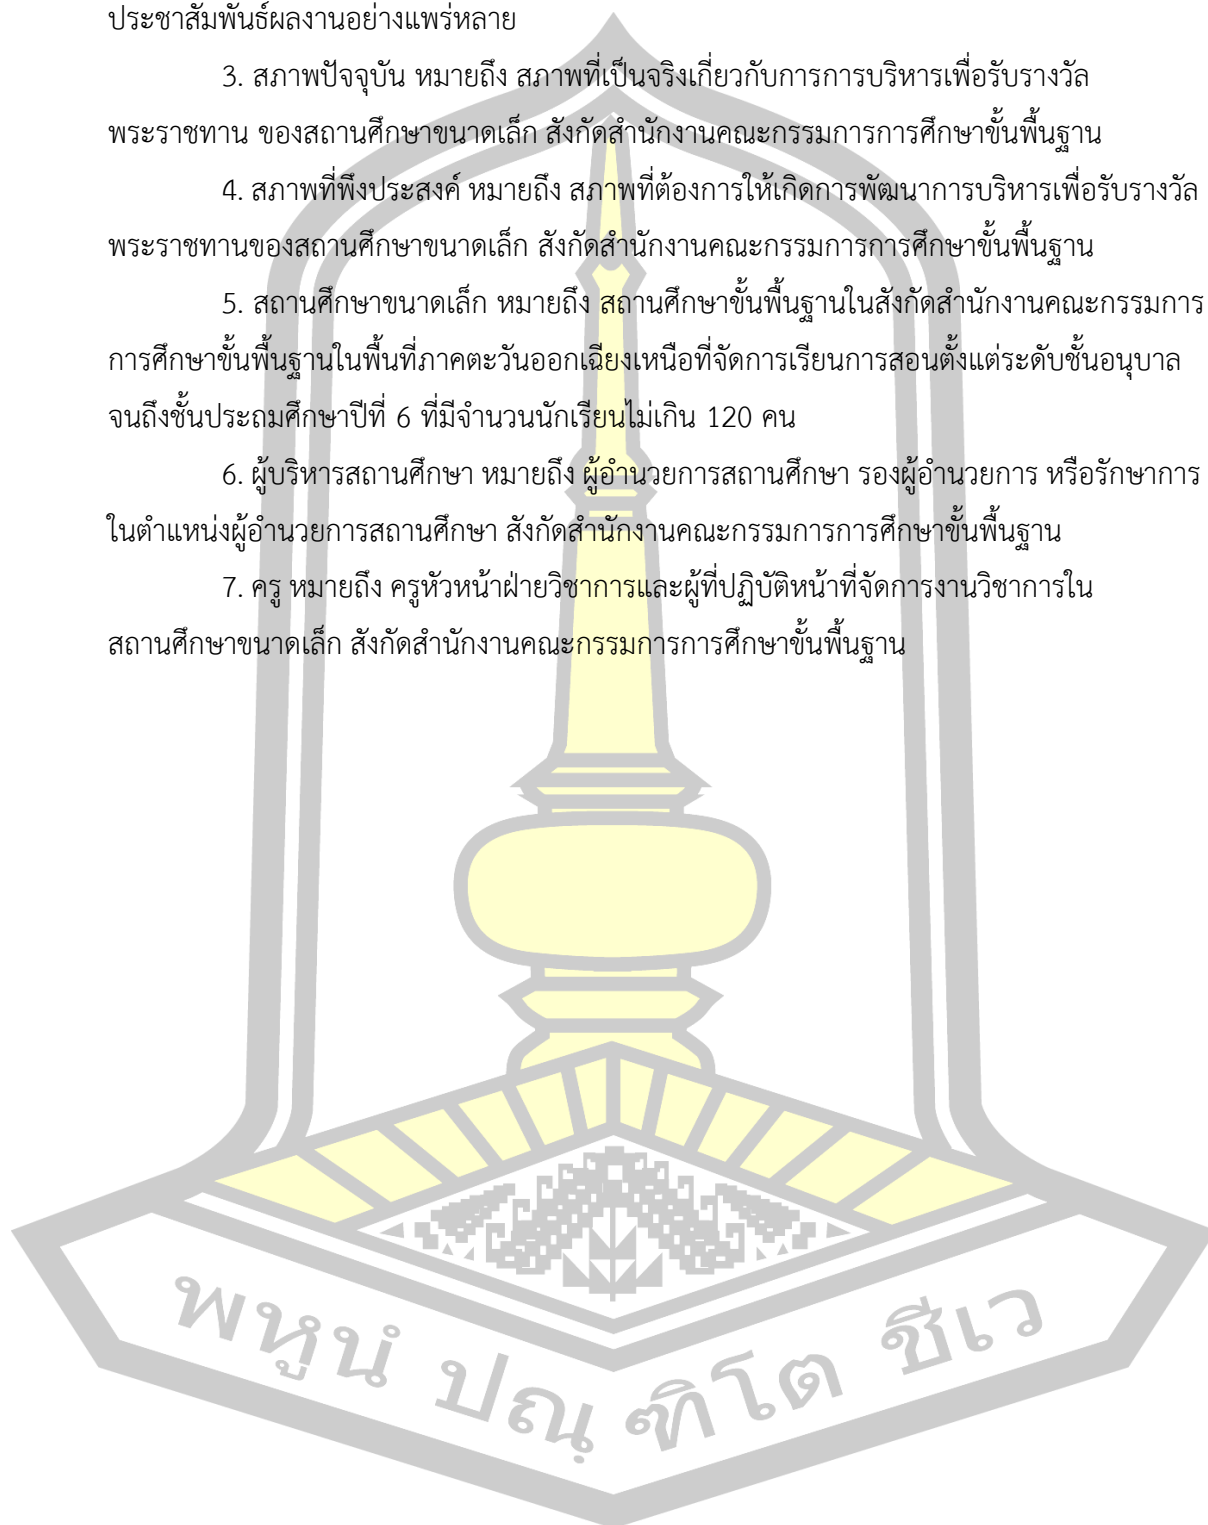 ประชาสัมพันธ์ผลงานอย่างแพร่หลาย
3. สภาพปัจจุบัน หมายถึง สภาพที่เป็นจริงเกี่ยวกับการการบริหารเพื่อรับรางวัล
พระราชทาน ของสถานศึกษาขนาดเล็ก สังกัดสำนักงานคณะกรรมการการศึกษาขั้นพื้นฐาน
4. สภาพที่พึงประสงค์ หมายถึง สภาพที่ต้องการให้เกิดการพัฒนาการบริหารเพื่อรับรางวัล
พระราชทานของสถานศึกษาขนาดเล็ก สังกัดสำนักงานคณะกรรมการการศึกษาขั้นพื้นฐาน
5. สถานศึกษาขนาดเล็ก หมายถึง สถานศึกษาขั้นพื้นฐานในสังกัดสำนักงานคณะกรรมการ
การศึกษาขั้นพื้นฐานในพื้นที่ภาคตะวันออกเฉียงเหนือที่จัดการเรียนการสอนตั้งแต่ระดับชั้นอนุบาล
จนถึงชั้นประถมศึกษาปีที่ 6 ที่มีจำนวนนักเรียนไม่เกิน 120 คน
6. ผู้บริหารสถานศึกษา หมายถึง ผู้อำนวยการสถานศึกษา รองผู้อำนวยการ หรือรักษาการ
ในตำแหน่งผู้อำนวยการสถานศึกษา สังกัดสำนักงานคณะกรรมการการศึกษาขั้นพื้นฐาน
7. ครู หมายถึง ครูหัวหน้าฝ่ายวิชาการและผู้ที่ปฏิบัติหน้าที่จัดการงานวิชาการใน
สถานศึกษาขนาดเล็ก สังกัดสำนักงานคณะกรรมการการศึกษาขั้นพื้นฐาน
พหูนํ ปณฺฑิโต ชีเว